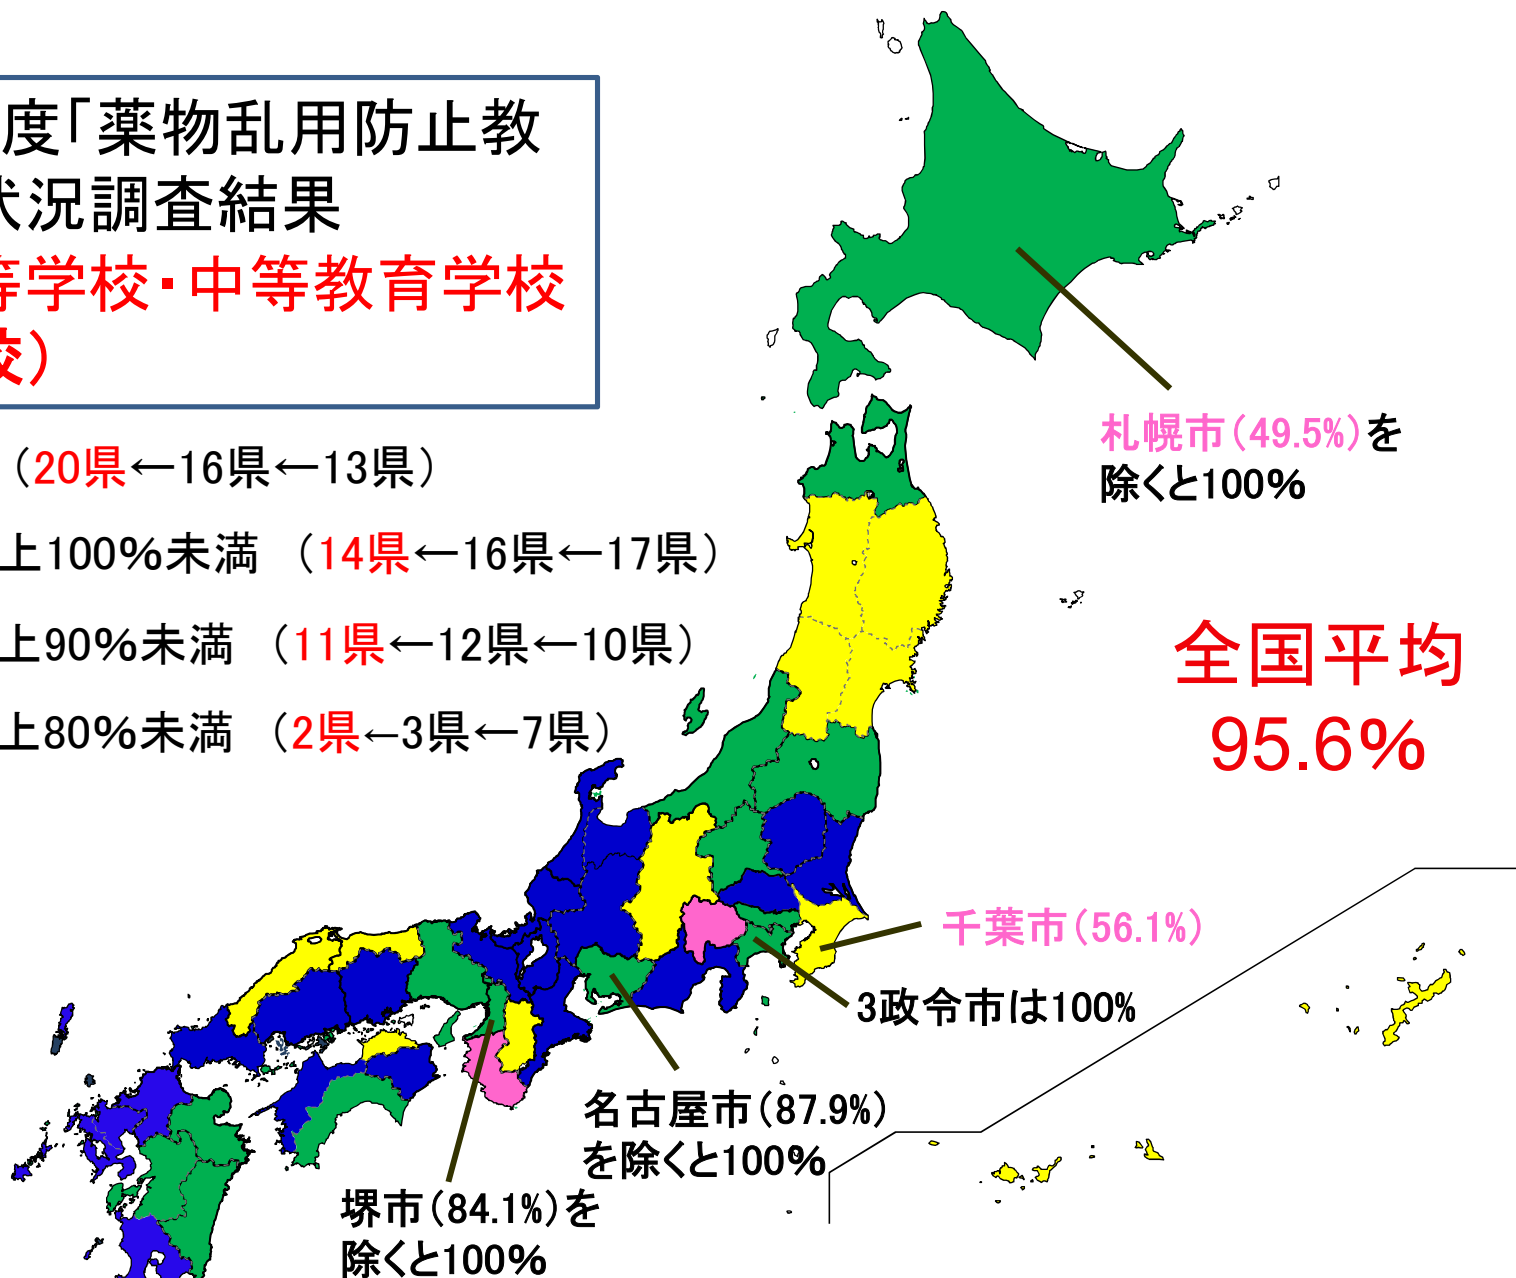 度「薬物乱用防止教
状況調査結果
等学校・中等教育学校
校）
（20県←16県←13県）
上100％未満　（14県←16県←17県）
上90％未満　（11県←12県←10県）
上80％未満　（2県←3県←7県）
札幌市（49.5％）を
除くと100％
全国平均
95.6％
千葉市（56.1％）
3政令市は100％
名古屋市（87.9％）
を除くと100％
堺市（84.1％）を
除くと100％